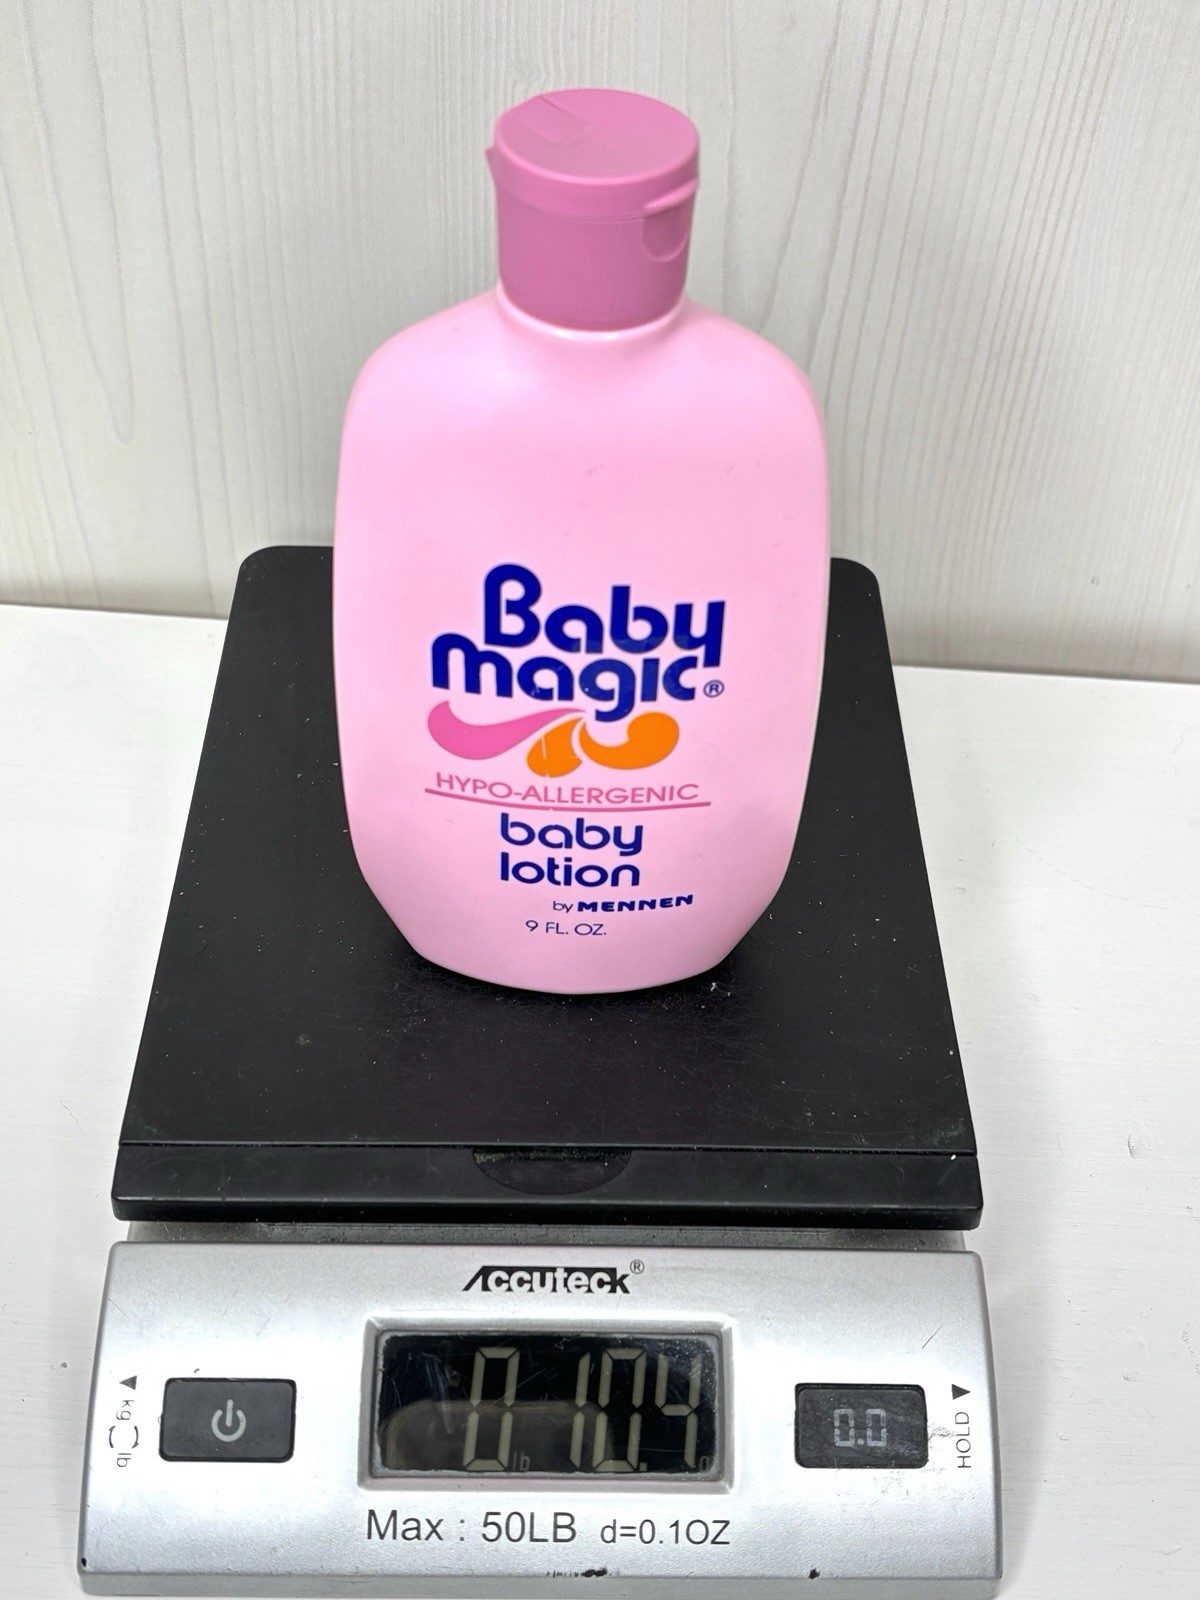 Baby
magic®
HYPO-ALLERGENIC
baby
lotion
by MENNEN
9 FL. OZ.
Accuteck®
0 lb 10.4
kg lb
0.0
HOLD
Max : 50LB d=0.1OZ